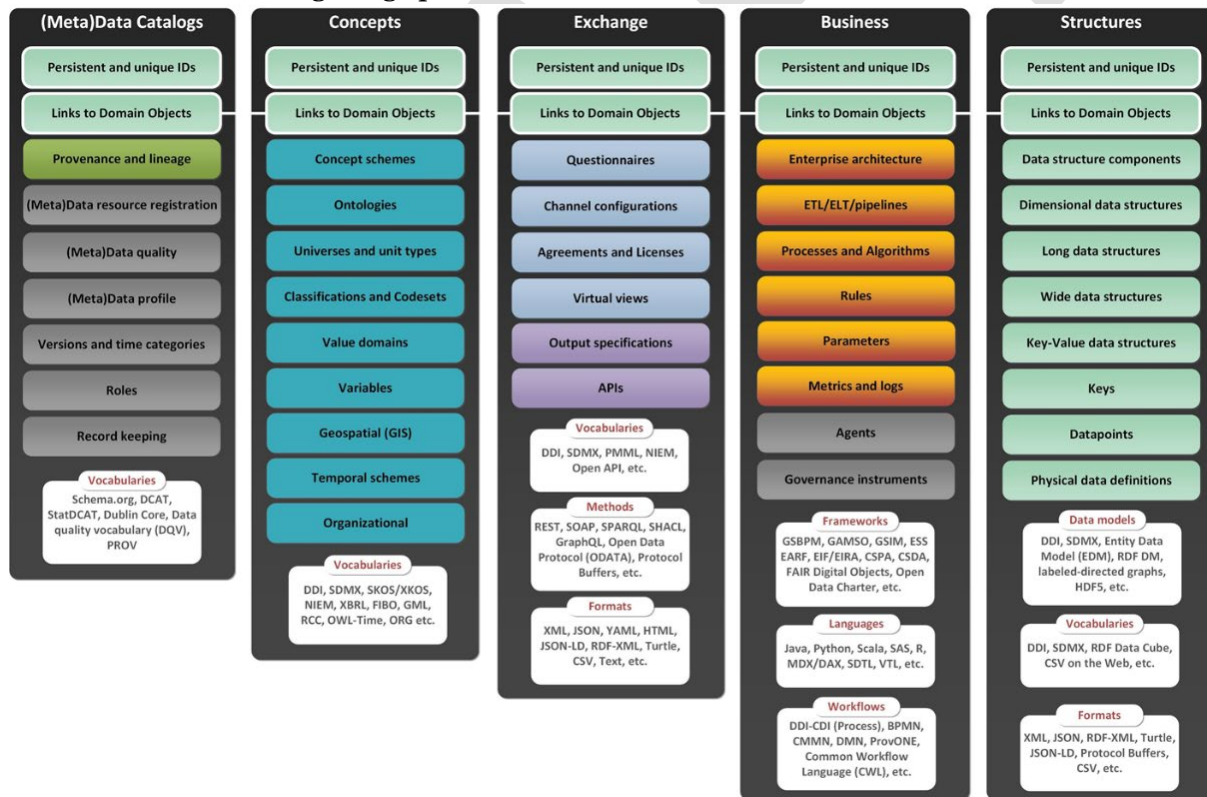 (Meta)Data Catalogs
Persistent and unique IDs
Links to Domain Objects
Provenance and lineage
(Meta)Data resource registration
(Meta)Data quality
(Meta)Data profile
Versions and time categories
Roles
Record keeping
Vocabularies
Schema.org, DCAT,
StatDCAT, Dublin Core, Data
quality vocabulary (DQV),
PROV
Concepts
Persistent and unique IDs
Links to Domain Objects
Concept schemes
Ontologies
Universes and unit types
Classifications and Codesets
Value domains
Variables
Geospatial (GIS)
Temporal schemes
Organizational
Vocabularies
DDI, SDMX, SKOS/XKOS,
NIEM, XBRL, FIBO, GML,
RCC, OWL-Time, ORG etc.
Exchange
Persistent and unique IDs
Links to Domain Objects
Questionnaires
Channel configurations
Agreements and Licenses
Virtual views
Output specifications
APIs
Vocabularies
DDI, SDMX, PMML, NIEM,
Open API, etc.
Methods
REST, SOAP, SPARQL, SHACL,
GraphQL, Open Data
Protocol (ODATA), Protocol
Buffers, etc.
Formats
XML, JSON, YAML, HTML,
JSON-LD, RDF-XML, Turtle,
CSV, Text, etc.
Business
Persistent and unique IDs
Links to Domain Objects
Enterprise architecture
ETL/ELT/pipelines
Processes and Algorithms
Rules
Parameters
Metrics and logs
Agents
Governance instruments
Frameworks
GSBPM, GAMSO, GSIM, ESS
EARF, EIF/EIRA, CSPA, CSDA,
FAIR Digital Objects, Open
Data Charter, etc.
Languages
Java, Python, Scala, SAS, R,
MDX/DAX, SDTL, VTL, etc.
Workflows
DDI-CDI (Process), BPMN,
CMMN, DMN, ProvONE,
Common Workflow
Language (CWL), etc.
Structures
Persistent and unique IDs
Links to Domain Objects
Data structure components
Dimensional data structures
Long data structures
Wide data structures
Key-Value data structures
Keys
Datapoints
Physical data definitions
Data models
DDI, SDMX, Entity Data
Model (EDM), RDF DM,
labeled-directed graphs,
HDF5, etc.
Vocabularies
DDI, SDMX, RDF Data Cube,
CSV on the Web, etc.
Formats
XML, JSON, RDF-XML, Turtle,
JSON-LD, Protocol Buffers,
CSV, etc.